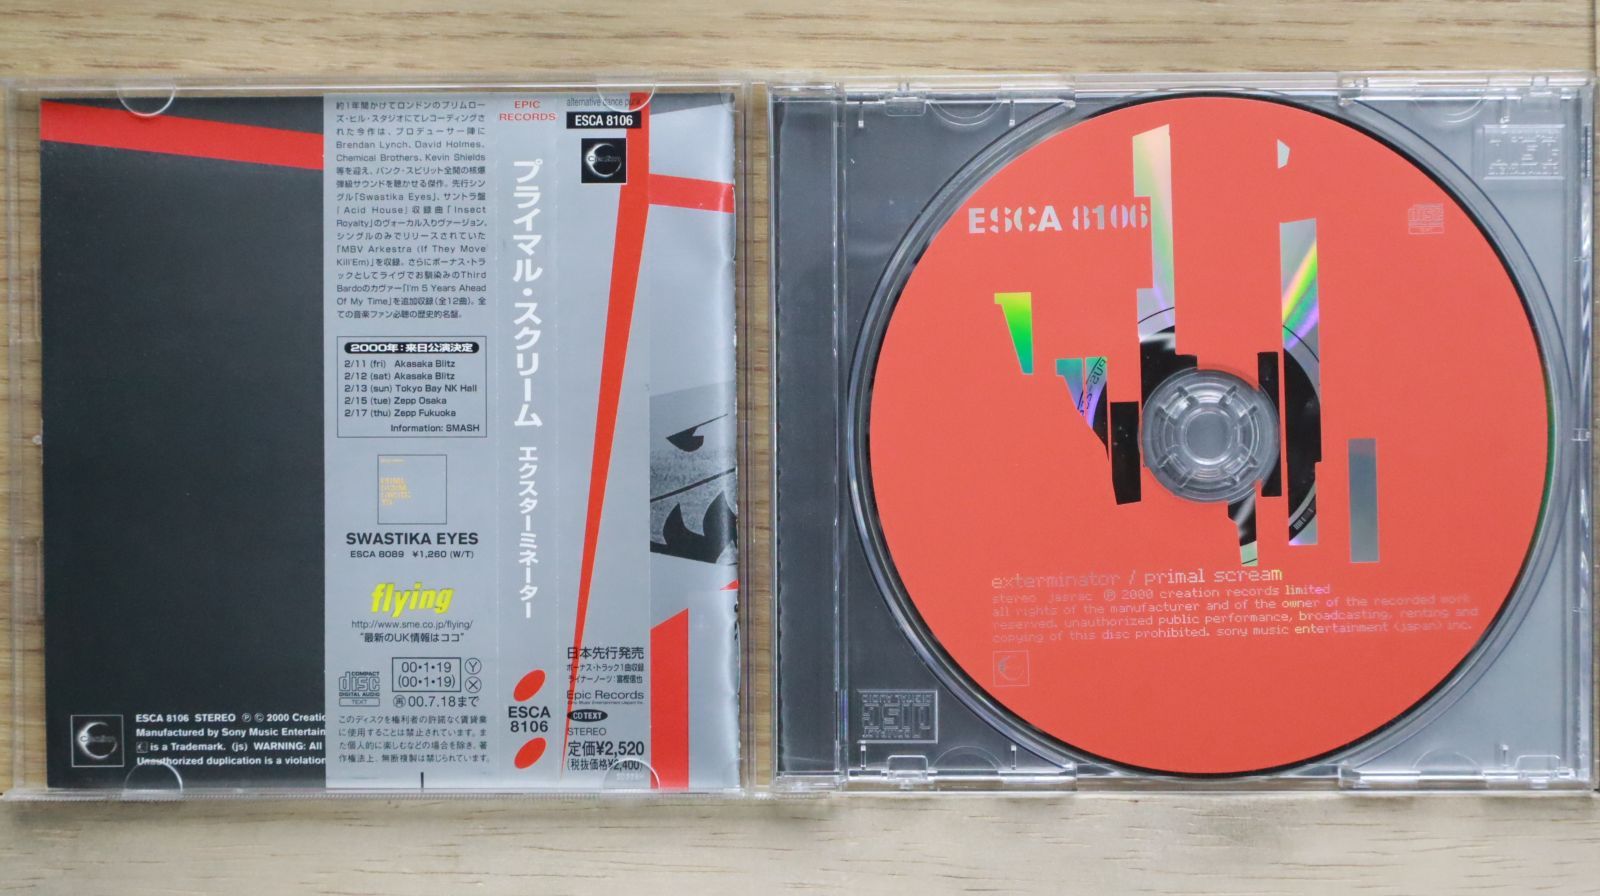 約1年間かけてロンドンのプリムロー
ズ・ヒル・スタジオにてレコーディングさ
れた今作は、プロデューサー陣に
Brendan Lynch, David Holmes,
Chemical Brothers, Kevin Shields
等を迎え、パンク・スピリット全開の核爆
弾級サウンドを聴かせる傑作。先行シン
グル「Swastika Eyes」、サントラ盤
「Acid House」収録曲「Insect
Royalty」のヴォーカル入りヴァージョン、
シングルのみでリリースされていた
「MBV Arkestra (If They Move
Kill'Em)」を収録。さらにボーナス・トラ
ックとしてライヴでお馴染みのThird
Bardoのカヴァー「I'm 5 Years Ahead
Of My Time」を追加収録(全12曲)。全
ての音楽ファン必聴の歴史的名盤。
2000年:来日公演決定
2/11 (fri) Akasaka Blitz
2/12 (sat) Akasaka Blitz
2/13 (sun) Tokyo Bay NK Hall
2/15 (tue) Zepp Osaka
2/17 (thu) Zepp Fukuoka
Information: SMASH
SWASTIKA EYES
ESCA 8089 ¥1,260 (W/T)
flying
http://www.sme.co.jp/flying/
"最新のUK情報はココ"
COMPACT
disc
DIGITAL AUDIO
TEXT
00・1・19
(00・1・19)
Y
X
再00.7.18まで
このディスクを権利者の許諾なく賃貸業
に使用することは禁止されています。ま
た個人的に楽しむなどの場合を除き、著
作権法上、無断複製は禁じられています。
EPIC
RECORDS
プライマル・スクリーム エクスターミネーター
ESCA
8106
alternative dance punk
ESCA 8106
Creation
日本先行発売
ボーナス・トラック1曲収録
ライナーノーツ:富樫信也
Epic Records
CD TEXT
STEREO
定価¥2,520
(税抜価格¥2,400)
ESCA 8106 STEREO Ⓟ © 2000 Creatio
Manufactured by Sony Music Entertain
is a Trademark. (js) WARNING: All
Unauthorized duplication is a violation
ESCA 8106
disc
TEXT
exterminator / primal scream
stereo jasrac Ⓟ 2000 creation records limited
all rights of the manufacturer and of the owner of the recorded work
reserved. unauthorized public performance, broadcasting, renting and
copying of this disc prohibited. sony music entertainment (japan) inc.